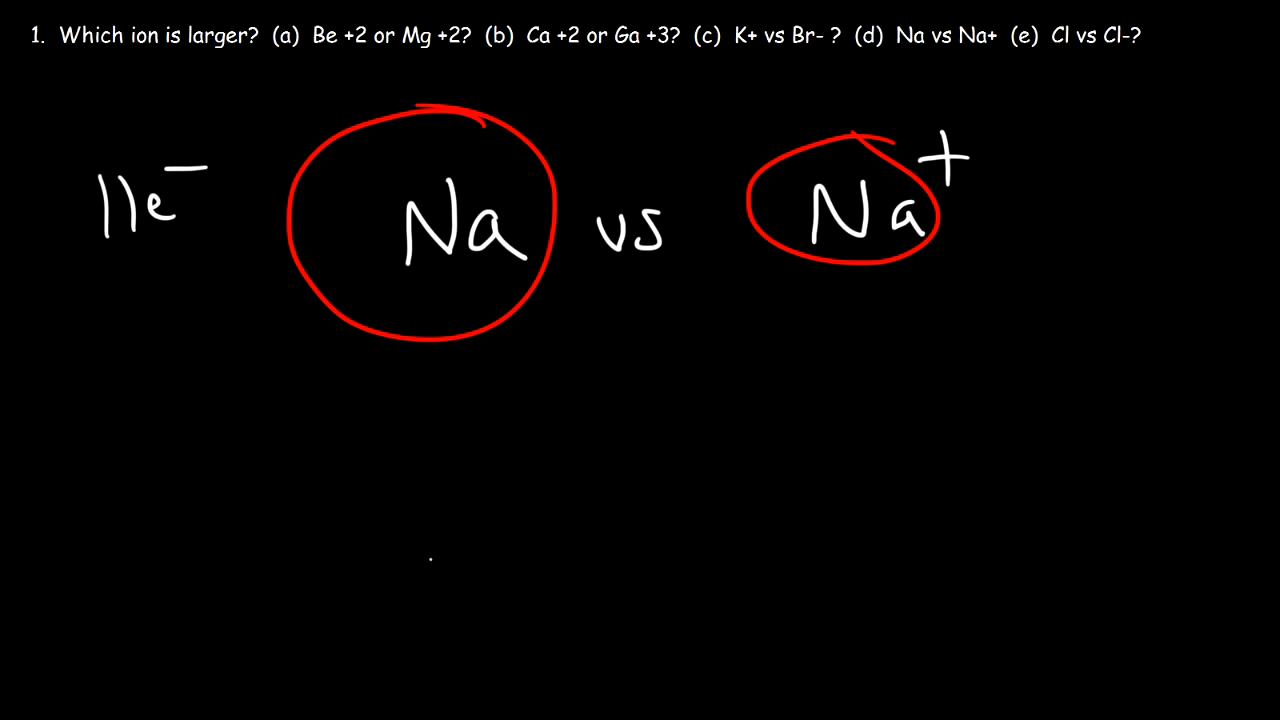 1. Which ion is larger? (a) Be +2 or Mg +2? (b) Ca +2 or Ga +3? (c) K+ vs Br- ? (d) Na vs Na+ (e) Cl vs Cl-?
11e⁻ Na vs Na⁺